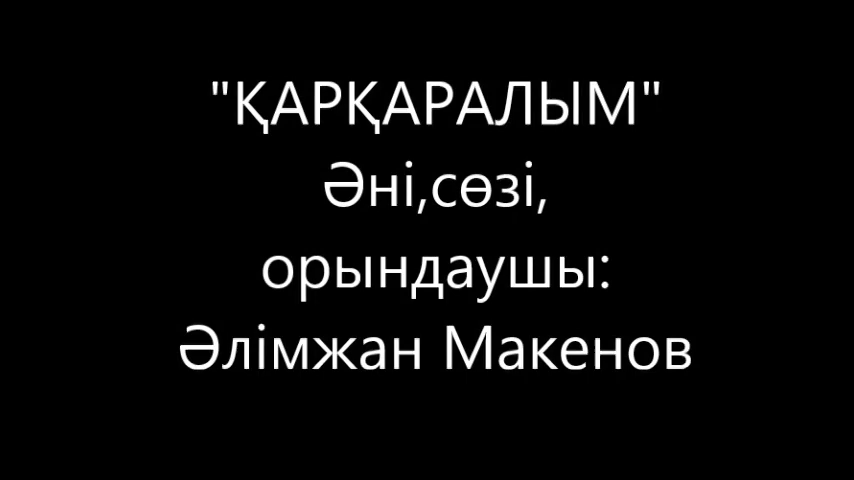 "ҚАРҚАРАЛЫМ"
Әні,сөзі,
орындаушы:
Әлімжан Макенов